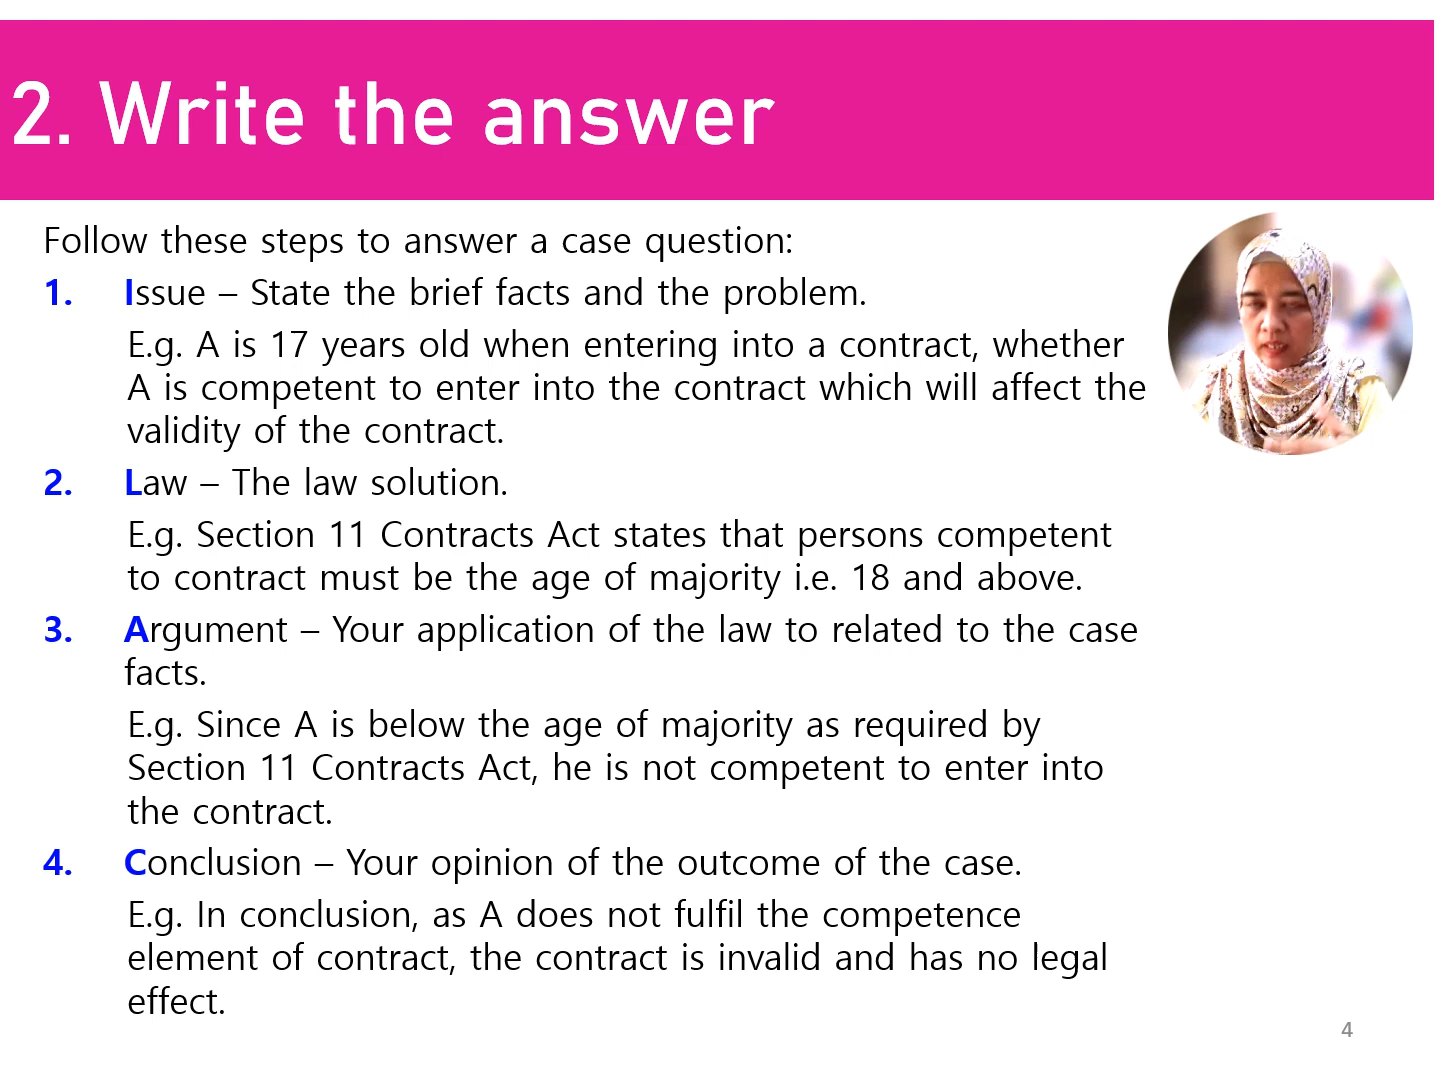 2. Write the answer
Follow these steps to answer a case question:
1. Issue – State the brief facts and the problem.
E.g. A is 17 years old when entering into a contract, whether
A is competent to enter into the contract which will affect the
validity of the contract.
2. Law – The law solution.
E.g. Section 11 Contracts Act states that persons competent
to contract must be the age of majority i.e. 18 and above.
3. Argument – Your application of the law to related to the case
facts.
E.g. Since A is below the age of majority as required by
Section 11 Contracts Act, he is not competent to enter into
the contract.
4. Conclusion – Your opinion of the outcome of the case.
E.g. In conclusion, as A does not fulfil the competence
element of contract, the contract is invalid and has no legal
effect.
4